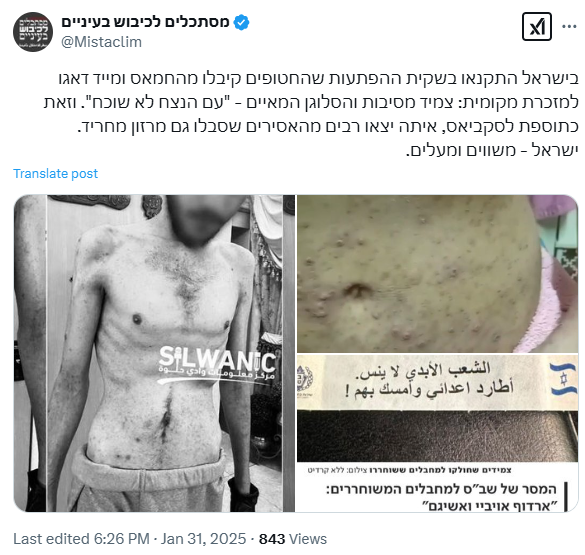 מסתכלים לכיבוש בעיניים
@Mistaclim
בישראל התקנאו בשקית ההפתעות שהחטופים קיבלו מהחמאס ומייד דאגו
למזכרת מקומית: צמיד מסיבות והסלוגן המאיים - "עם הנצח לא שוכח". וזאת
כתוספת לסקביאס, איתה יצאו רבים מהאסירים שסבלו גם מרזון מחריד.
ישראל - משווים ומעלים.
Translate post
SILWANIC
مركز معلومات وادي حلوة
الشعب الأبدي لا ينس.
أطارد اعدائي وأمسك بهم !
צמידים שחולקו למחבלים ששוחררו צילום: ללא קרדיט
המסר של שב"ס למחבלים המשוחררים:
"ארדוף אויביי ואשיגם"
Last edited 6:26 PM · Jan 31, 2025 · 843 Views